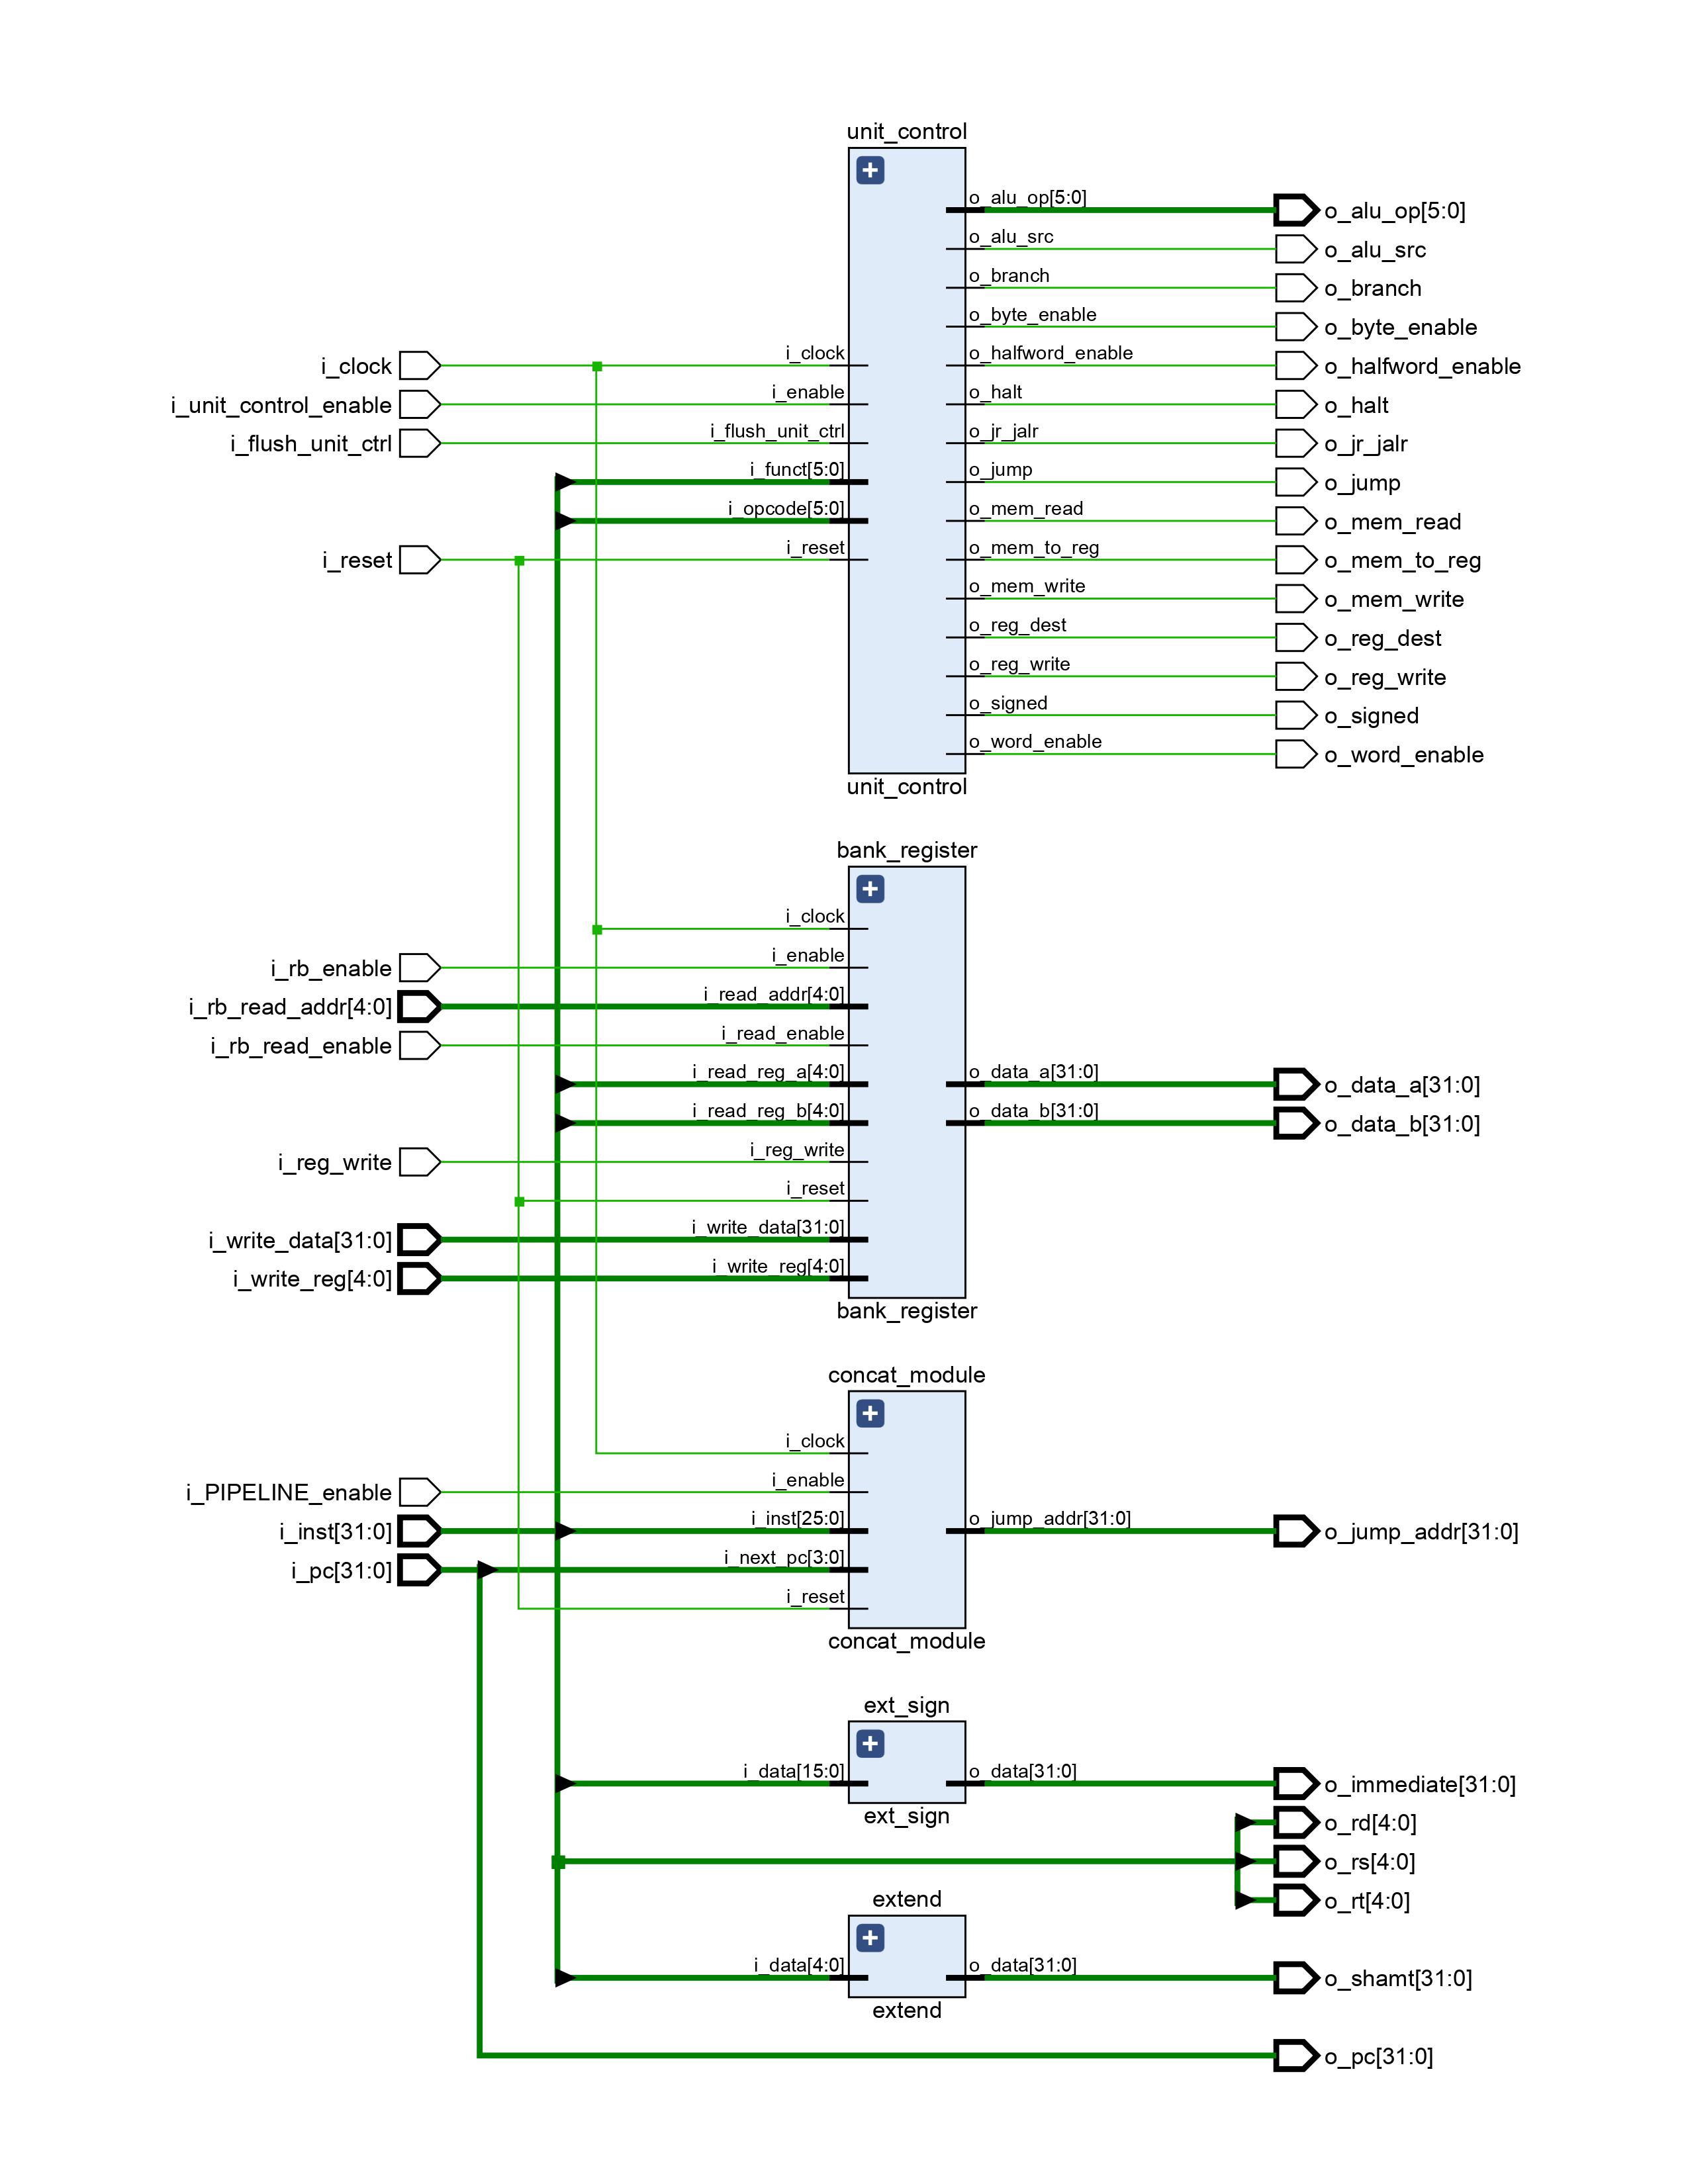 unit_control
o_alu_op[5:0]
o_alu_op[5:0]
o_alu_src
o_alu_src
o_branch
o_branch
o_byte_enable
o_byte_enable
i_clock
i_clock
o_halfword_enable
o_halfword_enable
i_unit_control_enable
i_enable
o_halt
o_halt
i_flush_unit_ctrl
i_flush_unit_ctrl
o_jr_jalr
o_jr_jalr
i_funct[5:0]
o_jump
o_jump
i_opcode[5:0]
o_mem_read
o_mem_read
i_reset
i_reset
o_mem_to_reg
o_mem_to_reg
o_mem_write
o_mem_write
o_reg_dest
o_reg_dest
o_reg_write
o_reg_write
o_signed
o_signed
o_word_enable
o_word_enable
unit_control
bank_register
i_clock
i_rb_enable
i_enable
i_rb_read_addr[4:0]
i_read_addr[4:0]
i_rb_read_enable
i_read_enable
i_read_reg_a[4:0]
o_data_a[31:0]
o_data_a[31:0]
i_read_reg_b[4:0]
o_data_b[31:0]
o_data_b[31:0]
i_reg_write
i_reg_write
i_reset
i_write_data[31:0]
i_write_data[31:0]
i_write_reg[4:0]
i_write_reg[4:0]
bank_register
concat_module
i_clock
i_PIPELINE_enable
i_enable
i_inst[31:0]
i_inst[25:0]
o_jump_addr[31:0]
o_jump_addr[31:0]
i_pc[31:0]
i_next_pc[3:0]
i_reset
concat_module
ext_sign
i_data[15:0]
o_data[31:0]
o_immediate[31:0]
ext_sign
o_rd[4:0]
o_rs[4:0]
o_rt[4:0]
extend
i_data[4:0]
o_data[31:0]
o_shamt[31:0]
extend
o_pc[31:0]